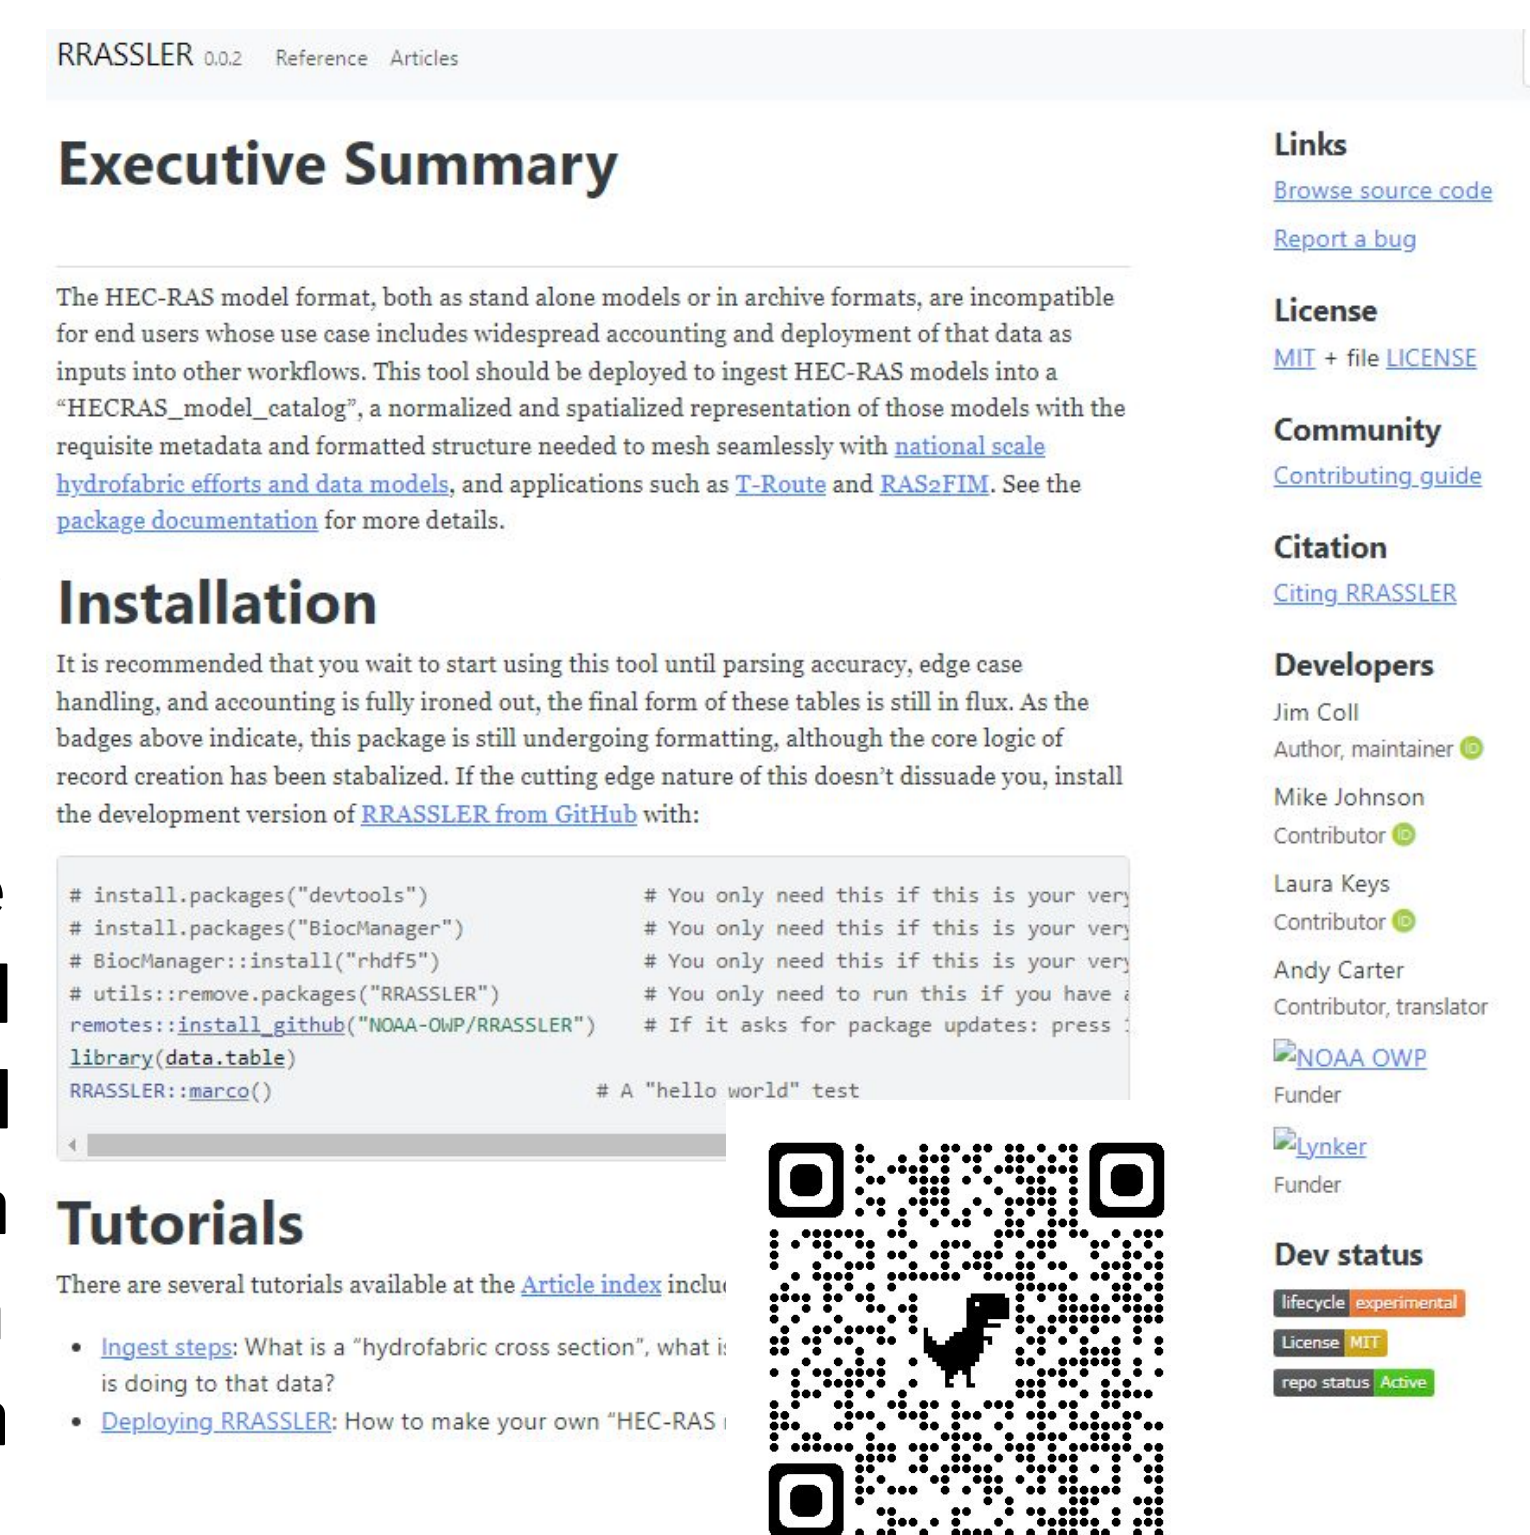 RRASSLER 0.0.2 Reference Articles
Executive Summary
The HEC-RAS model format, both as stand alone models or in archive formats, are incompatible
for end users whose use case includes widespread accounting and deployment of that data as
inputs into other workflows. This tool should be deployed to ingest HEC-RAS models into a
“HECRAS_model_catalog”, a normalized and spatialized representation of those models with the
requisite metadata and formatted structure needed to mesh seamlessly with national scale
hydrofabric efforts and data models, and applications such as T-Route and RAS2FIM. See the
package documentation for more details.
Installation
It is recommended that you wait to start using this tool until parsing accuracy, edge case
handling, and accounting is fully ironed out, the final form of these tables is still in flux. As the
badges above indicate, this package is still undergoing formatting, although the core logic of
record creation has been stabalized. If the cutting edge nature of this doesn’t dissuade you, install
the development version of RRASSLER from GitHub with:
# install.packages("devtools") # You only need this if this is your very
# install.packages("BiocManager") # You only need this if this is your very
# BiocManager::install("rhdf5") # You only need this if this is your very
# utils::remove.packages("RRASSLER") # You only need to run this if you have
remotes::install_github("NOAA-OWP/RRASSLER") # If it asks for package updates: press
library(data.table)
RRASSLER::marco() # A "hello world" test
Tutorials
There are several tutorials available at the Article index
Ingest steps: What is a “hydrofabric cross section”, what
is doing to that data?
Deploying RRASSLER: How to make your own “HEC-RAS
Links
Browse source code
Report a bug
License
MIT + file LICENSE
Community
Contributing guide
Citation
Citing RRASSLER
Developers
Jim Coll
Author, maintainer iD
Mike Johnson
Contributor iD
Laura Keys
Contributor iD
Andy Carter
Contributor, translator
NOAA OWP
Funder
Lynker
Funder
Dev status
lifecycle experimental
License MIT
repo status Active